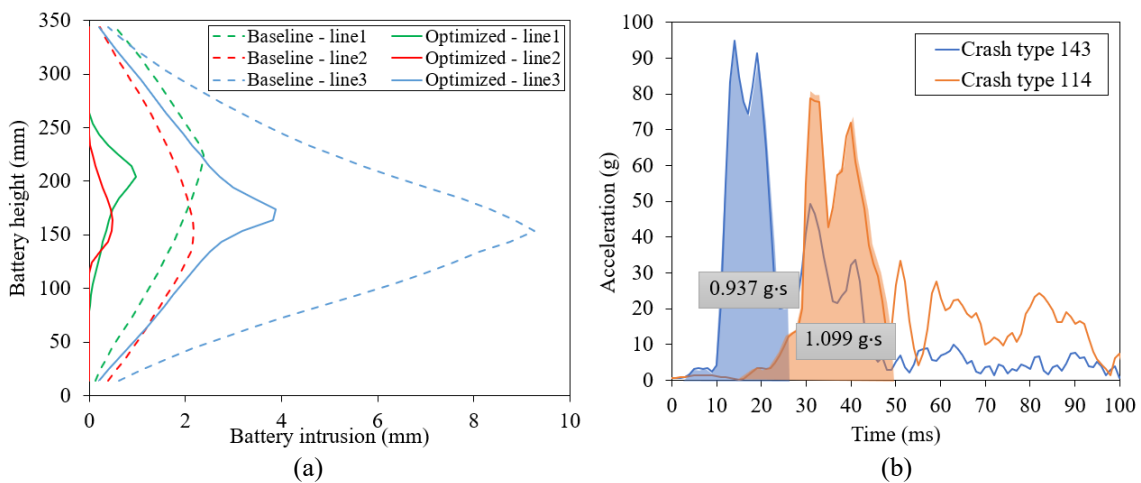 350
300
250
200
150
100
50
0
Battery height (mm)
Baseline - line1
Optimized - line1
Baseline - line2
Optimized - line2
Baseline - line3
Optimized - line3
0 2 4 6 8 10
Battery intrusion (mm)
(a)
100
90
80
70
60
50
40
30
20
10
0
Acceleration (g)
Crash type 143
Crash type 114
0.937 g·s
1.099 g·s
0 10 20 30 40 50 60 70 80 90 100
Time (ms)
(b)